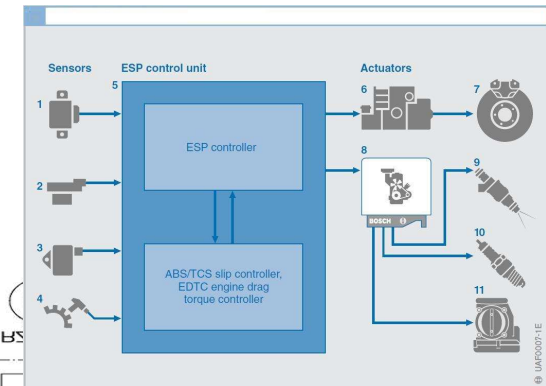 Sensors
ESP control unit
Actuators
1
2
3
4
5
ESP controller
ABS/TCS slip controller,
EDTC engine drag
torque controller
6
7
8
BOSCH
9
10
11
UAF0007-1E